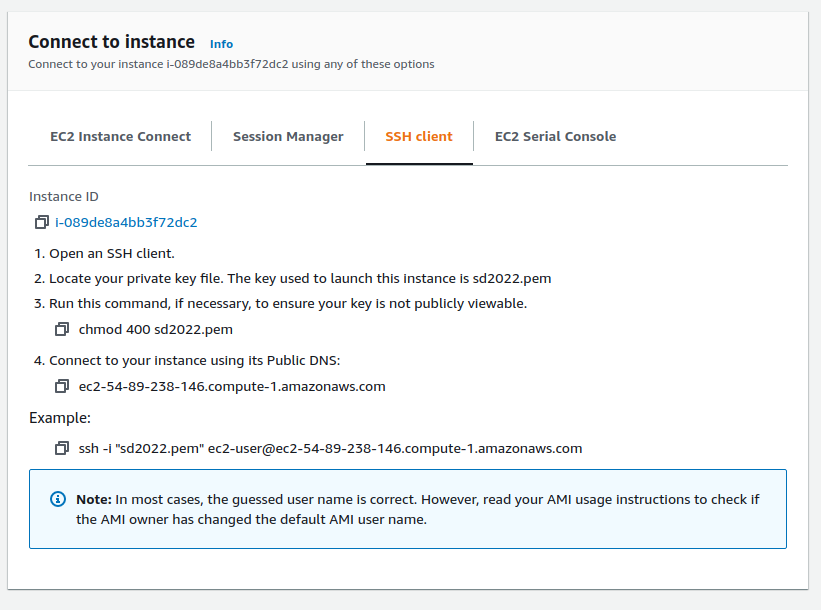 Connect to instance Info
Connect to your instance i-089de8a4bb3f72dc2 using any of these options
EC2 Instance Connect
Session Manager
SSH client
EC2 Serial Console
Instance ID
i-089de8a4bb3f72dc2
1. Open an SSH client.
2. Locate your private key file. The key used to launch this instance is sd2022.pem
3. Run this command, if necessary, to ensure your key is not publicly viewable.
chmod 400 sd2022.pem
4. Connect to your instance using its Public DNS:
ec2-54-89-238-146.compute-1.amazonaws.com
Example:
ssh -i "sd2022.pem" ec2-user@ec2-54-89-238-146.compute-1.amazonaws.com
Note: In most cases, the guessed user name is correct. However, read your AMI usage instructions to check if
the AMI owner has changed the default AMI user name.